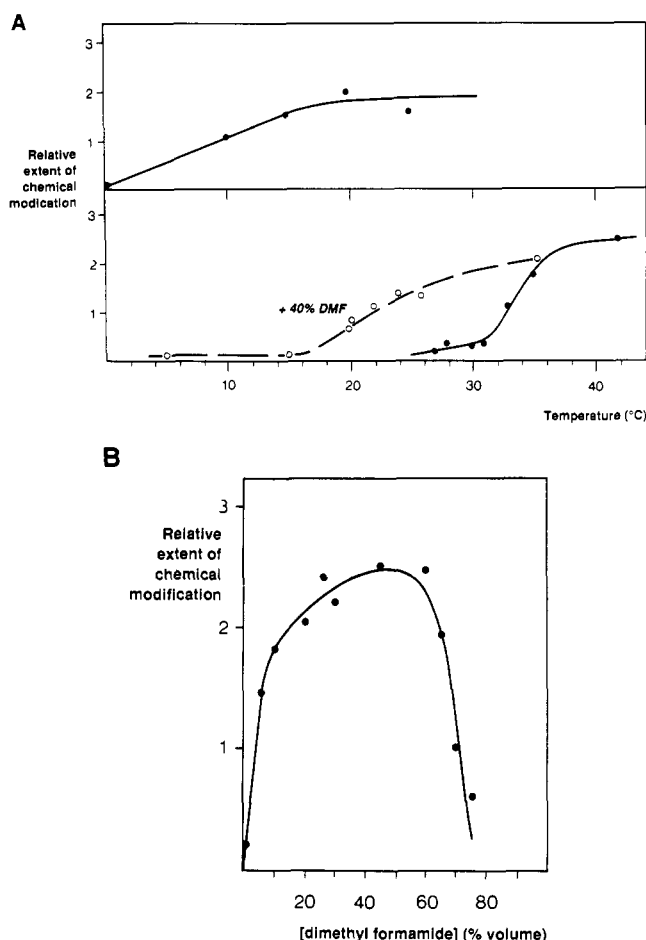 A
3
2
1
Relative
extent of
chemical
modication
3
2
1
+ 40% DMF
10
20
30
40
Temperature (°C)
B
Relative
extent of
chemical
modification
3
2
1
20
40
60
80
[dimethyl formamide] (% volume)